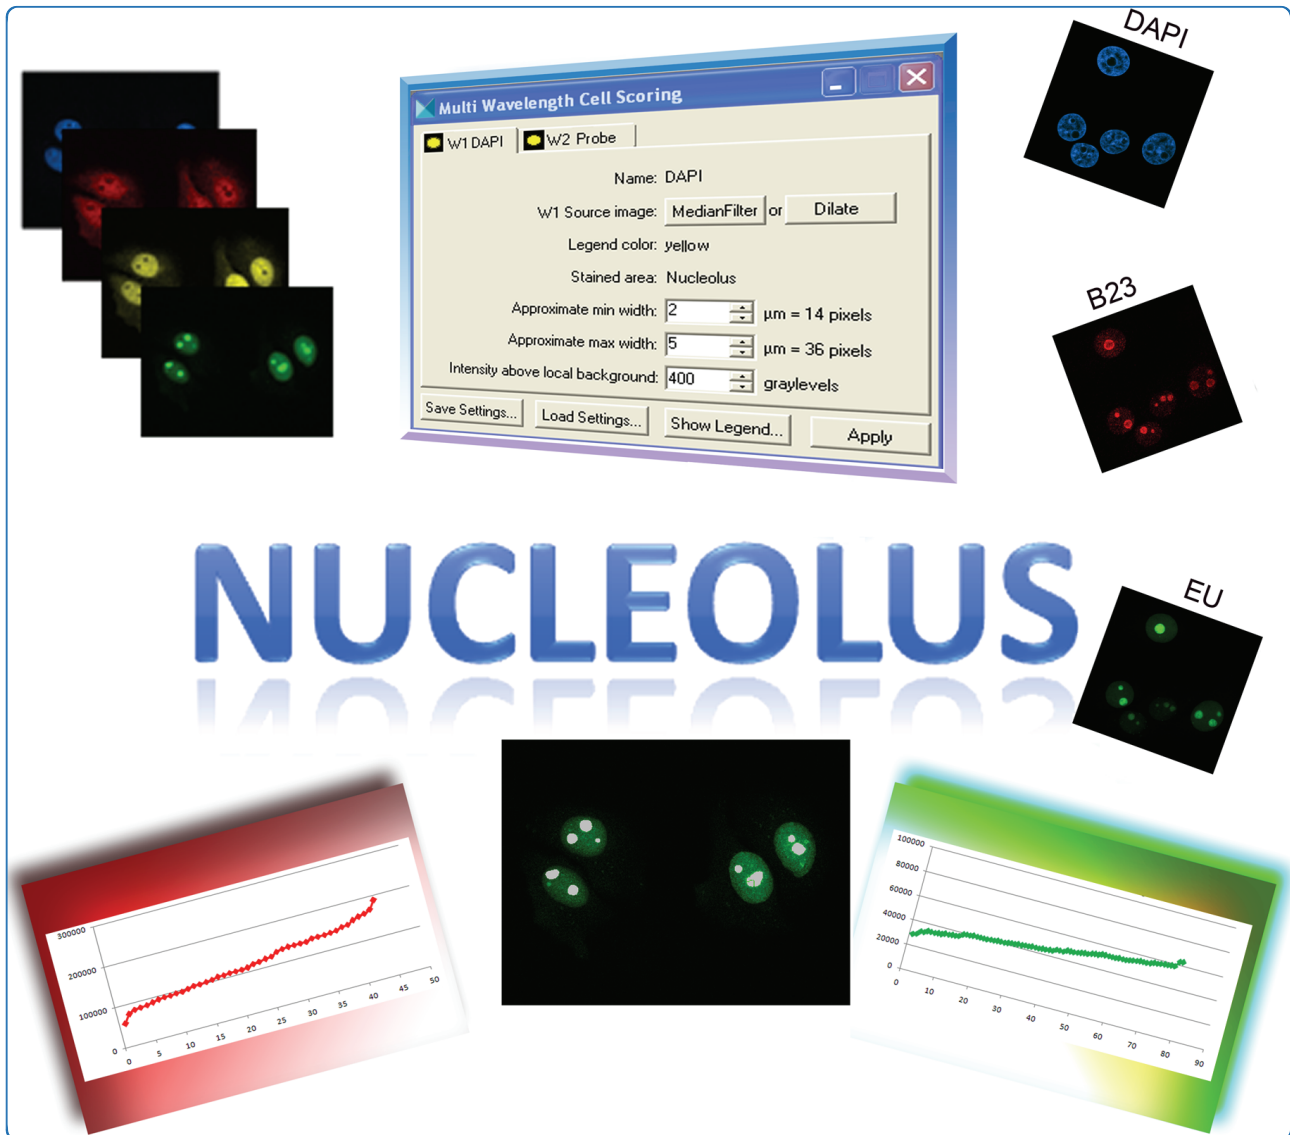 DAPI
Multi Wavelength Cell Scoring
W1 DAPI W2 Probe
Name: DAPI
W1 Source image: MedianFilter or Dilate
Legend color: yellow
Stained area: Nucleolus
Approximate min width: 2 µm = 14 pixels
Approximate max width: 5 µm = 36 pixels
Intensity above local background: 400 graylevels
Save Settings... Load Settings... Show Legend... Apply
B23
NUCLEOLUS
EU
300000
200000
100000
0
0 5 10 15 20 25 30 35 40 45 50
100000
80000
60000
40000
20000
0
0 10 20 30 40 50 60 70 80 90